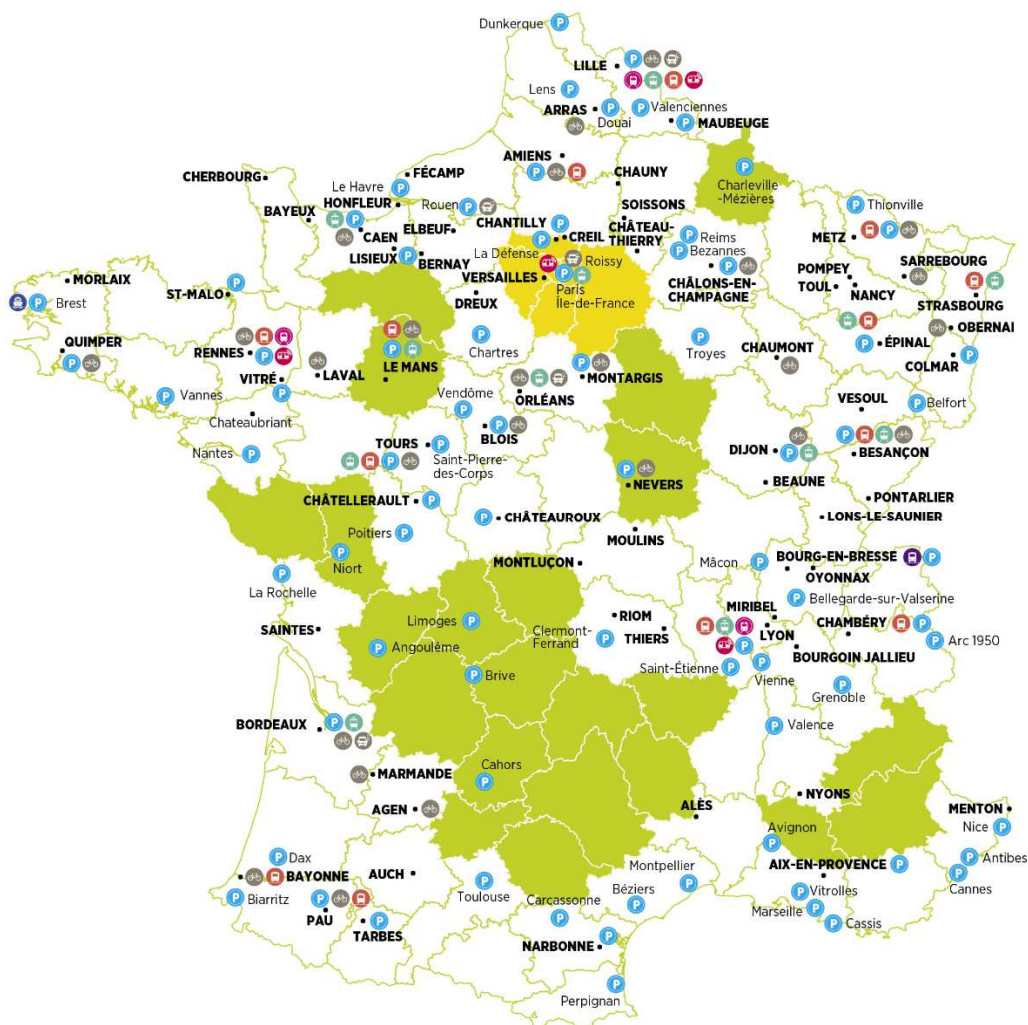 Dunkerque
LILLE
Lens
ARRAS
Douai
Valenciennes
MAUBEUGE
AMIENS
CHAUNY
Charleville
-Mézières
CHERBOURG
FÉCAMP
Le Havre
HONFLEUR
BAYEUX
CAEN
Rouen
ELBEUF
LISIEUX
BERNAY
CHANTILLY
CREIL
SOISSONS
CHÂTEAU-
THIERRY
Reims
Bezannes
CHÂLONS-EN-
CHAMPAGNE
Thionville
METZ
SARREBOURG
POMPEY
TOUL
NANCY
STRASBOURG
OBERNAI
ÉPINAL
COLMAR
La Défense
Roissy
VERSAILLES
Paris
Île-de-France
DREUX
MORLAIX
Brest
ST-MALO
QUIMPER
RENNES
VITRÉ
LAVAL
LE MANS
Chartres
Troyes
CHAUMONT
MONTARGIS
ORLÉANS
Vannes
Chateaubriant
Nantes
Vendôme
BLOIS
TOURS
Saint-Pierre-
des-Corps
VESOUL
Belfort
DIJON
BESANÇON
BEAUNE
NEVERS
PONTARLIER
LONS-LE-SAUNIER
CHÂTELLERAULT
CHÂTEAUROUX
Poitiers
Niort
MOULINS
MONTLUÇON
Mâcon
BOURG-EN-BRESSE
OYONNAX
Bellegarde-sur-Valserine
La Rochelle
SAINTES
Limoges
Angoulême
Brive
RIOM
THIERS
Clermont-
Ferrand
MIRIBEL
LYON
CHAMBÉRY
Arc 1950
BOURGOIN JALLIEU
Saint-Étienne
Vienne
Grenoble
Valence
BORDEAUX
MARMANDE
AGEN
Cahors
ALÈS
NYONS
MENTON
Nice
Avignon
AIX-EN-PROVENCE
Antibes
Cannes
Vitrolles
Marseille
Cassis
Dax
BAYONNE
Biarritz
AUCH
PAU
TARBES
Toulouse
Carcassonne
Montpellier
Béziers
NARBONNE
Perpignan